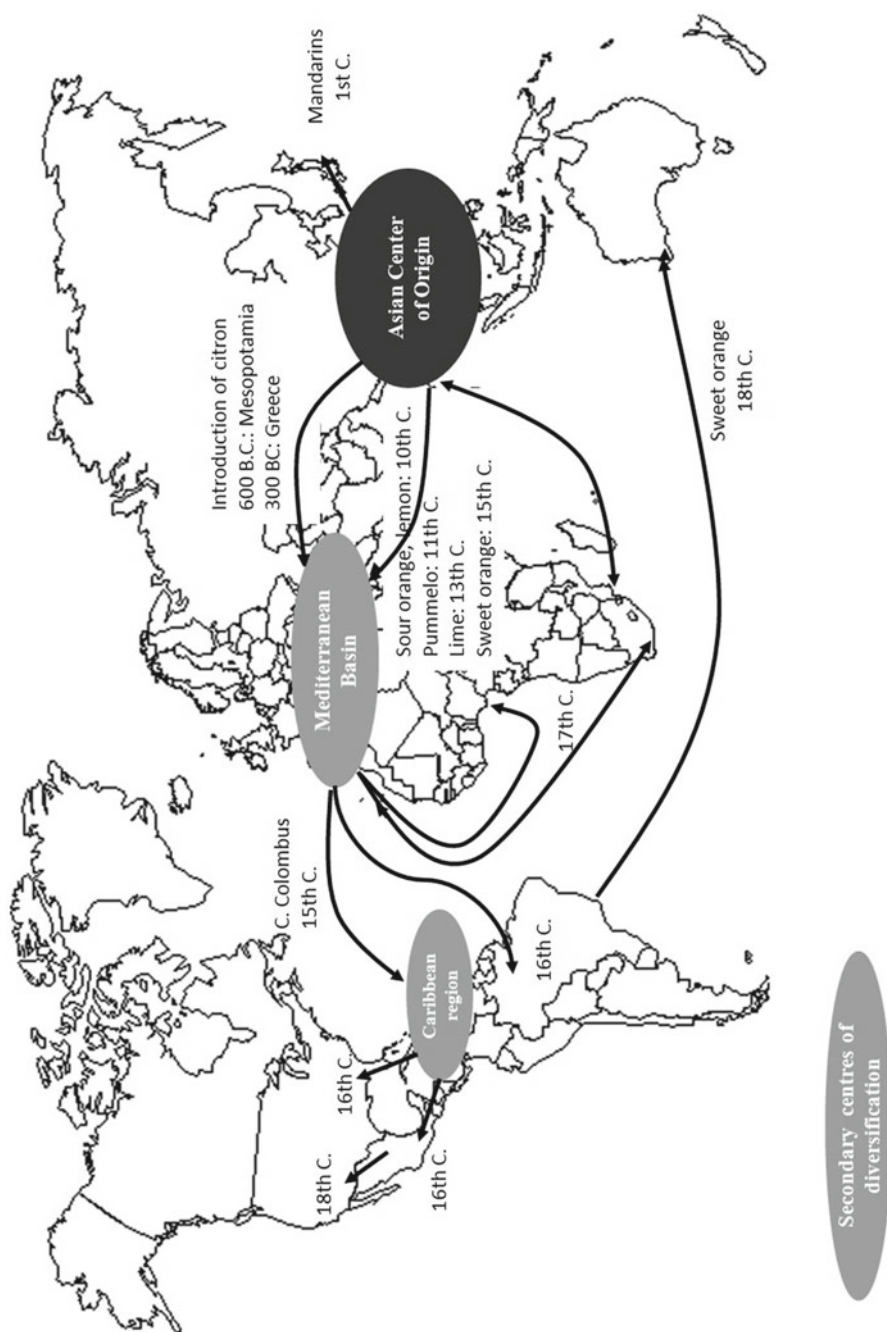 Mandarins
1st C.
Asian Center
of Origin
Introduction of citron
600 B.C.: Mesopotamia
300 BC: Greece
Mediterranean
Basin
Sour orange, lemon: 10th C.
Pummelo: 11th C.
Lime: 13th C.
Sweet orange: 15th C.
Sweet orange
18th C.
17th C.
C. Colombus
15th C.
Caribbean
region
16th C.
16th C.
18th C.
16th C.
Secondary centres of
diversification